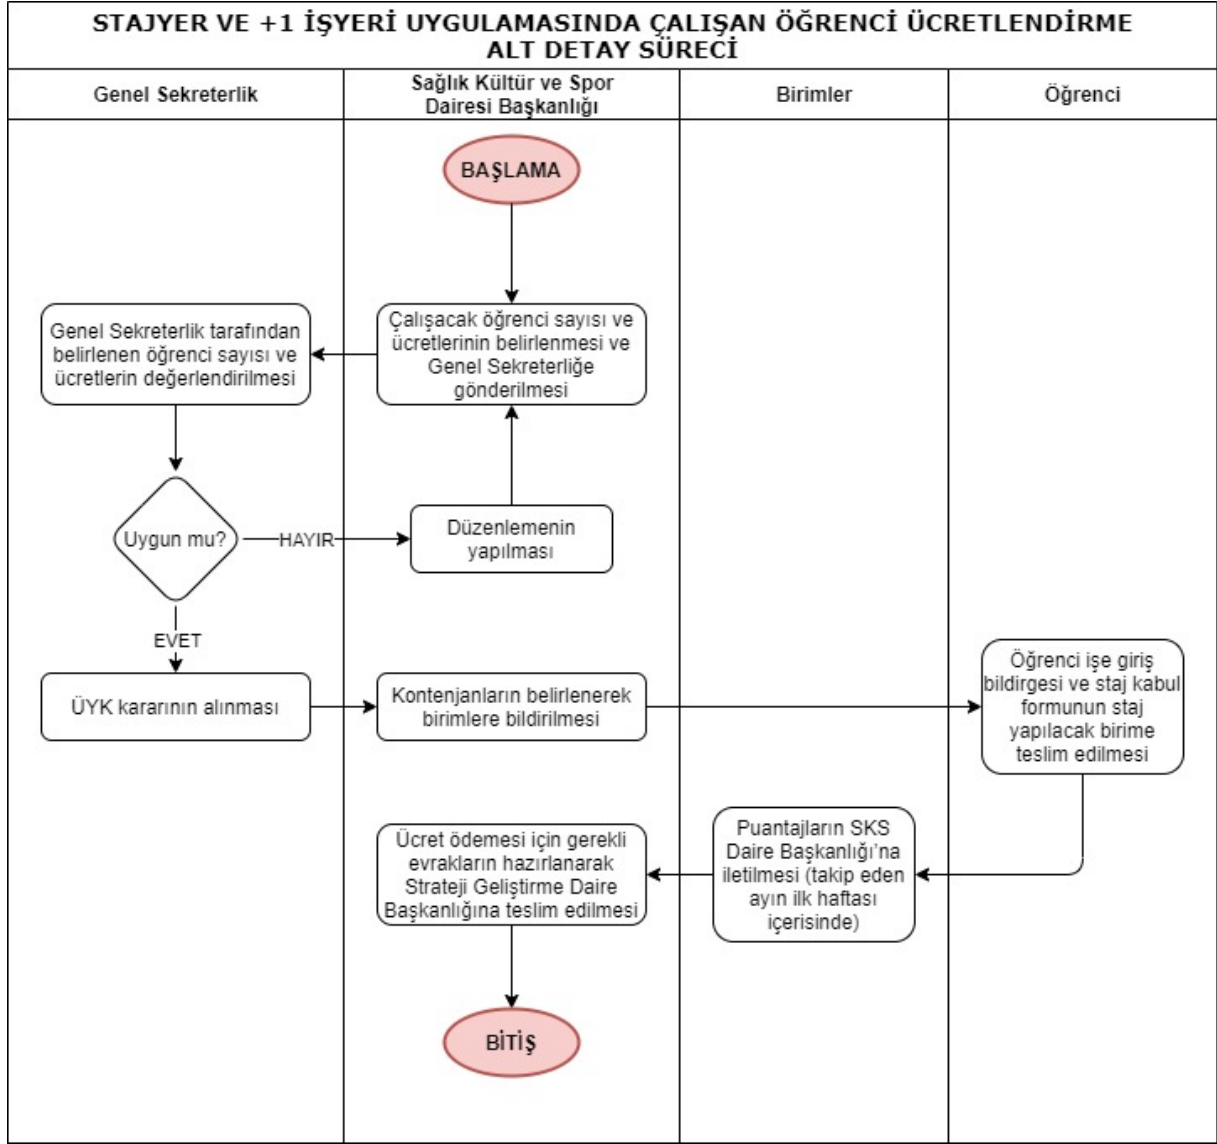 STAJYER VE +1 İŞYERİ UYGULAMASINDA ÇALIŞAN ÖĞRENCİ ÜCRETLENDİRME
ALT DETAY SÜRECİ
Genel Sekreterlik
Sağlık Kültür ve Spor
Dairesi Başkanlığı
Birimler
Öğrenci
BAŞLAMA
Çalışacak öğrenci sayısı ve
ücretlerinin belirlenmesi ve
Genel Sekreterliğe
gönderilmesi
Genel Sekreterlik tarafından
belirlenen öğrenci sayısı ve
ücretlerin değerlendirilmesi
Uygun mu?
HAYIR
Düzenlemenin
yapılması
EVET
ÜYK kararının alınması
Kontenjanların belirlenerek
birimlere bildirilmesi
Öğrenci işe giriş
bildirgesi ve staj kabul
formunun staj
yapılacak birime
teslim edilmesi
Puantajların SKS
Daire Başkanlığı'na
iletilmesi (takip eden
ayın ilk haftası
içerisinde)
Ücret ödemesi için gerekli
evrakların hazırlanarak
Strateji Geliştirme Daire
Başkanlığına teslim edilmesi
BİTİŞ